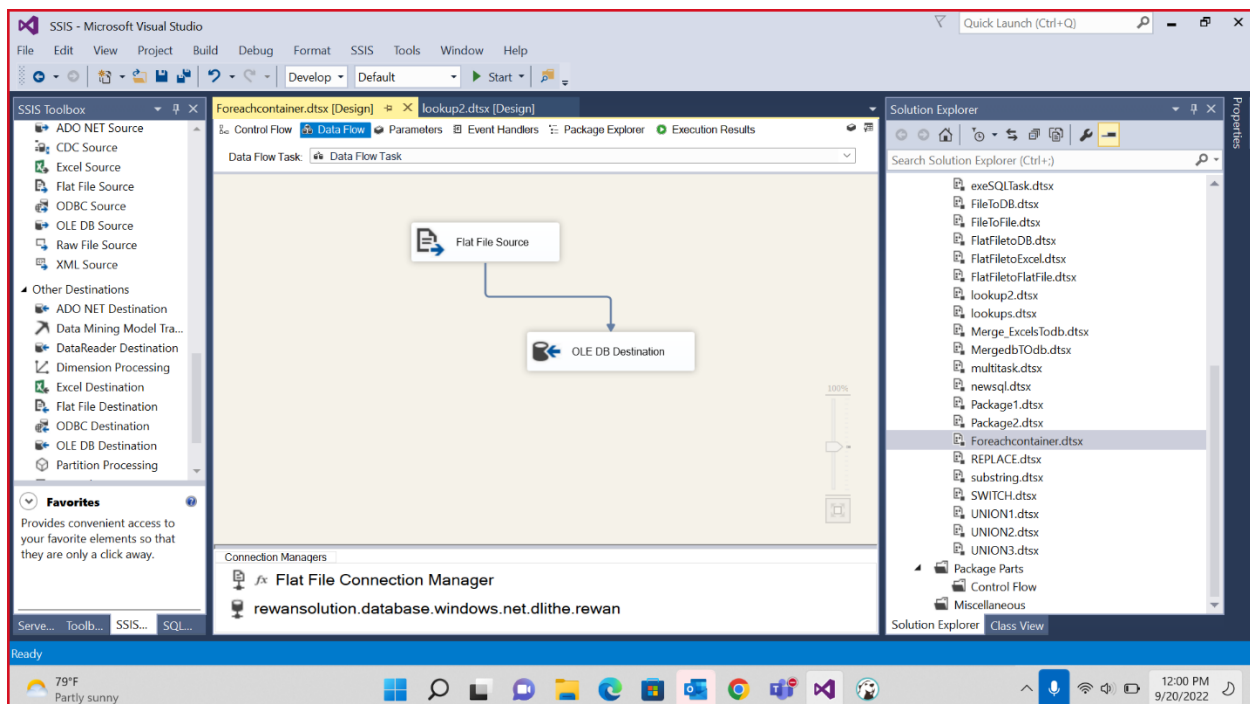 SSIS - Microsoft Visual Studio
Quick Launch (Ctrl+Q)
File Edit View Project Build Debug Format SSIS Tools Window Help
Develop Default Start
SSIS Toolbox
ADO NET Source
CDC Source
Excel Source
Flat File Source
ODBC Source
OLE DB Source
Raw File Source
XML Source
Other Destinations
ADO NET Destination
Data Mining Model Tra...
DataReader Destination
Dimension Processing
Excel Destination
Flat File Destination
ODBC Destination
OLE DB Destination
Partition Processing
Favorites
Provides convenient access to
your favorite elements so that
they are only a click away.
Serve... Toolb... SSIS... SQL...
Foreachcontainer.dtsx [Design] lookup2.dtsx [Design]
Control Flow Data Flow Parameters Event Handlers Package Explorer Execution Results
Data Flow Task: Data Flow Task
Flat File Source
OLE DB Destination
100%
Connection Managers
fx Flat File Connection Manager
rewansolution.database.windows.net.dlithe.rewan
Solution Explorer
Search Solution Explorer (Ctrl+;)
exeSQLTask.dtsx
FileToDB.dtsx
FileToFile.dtsx
FlatFiletoDB.dtsx
FlatFiletoExcel.dtsx
FlatFiletoFlatFile.dtsx
lookup2.dtsx
lookups.dtsx
Merge_ExcelsTodb.dtsx
MergedbTOdb.dtsx
multitask.dtsx
newsql.dtsx
Package1.dtsx
Package2.dtsx
Foreachcontainer.dtsx
REPLACE.dtsx
substring.dtsx
SWITCH.dtsx
UNION1.dtsx
UNION2.dtsx
UNION3.dtsx
Package Parts
Control Flow
Miscellaneous
Solution Explorer Class View
Properties
Ready
79°F
Partly sunny
12:00 PM
9/20/2022